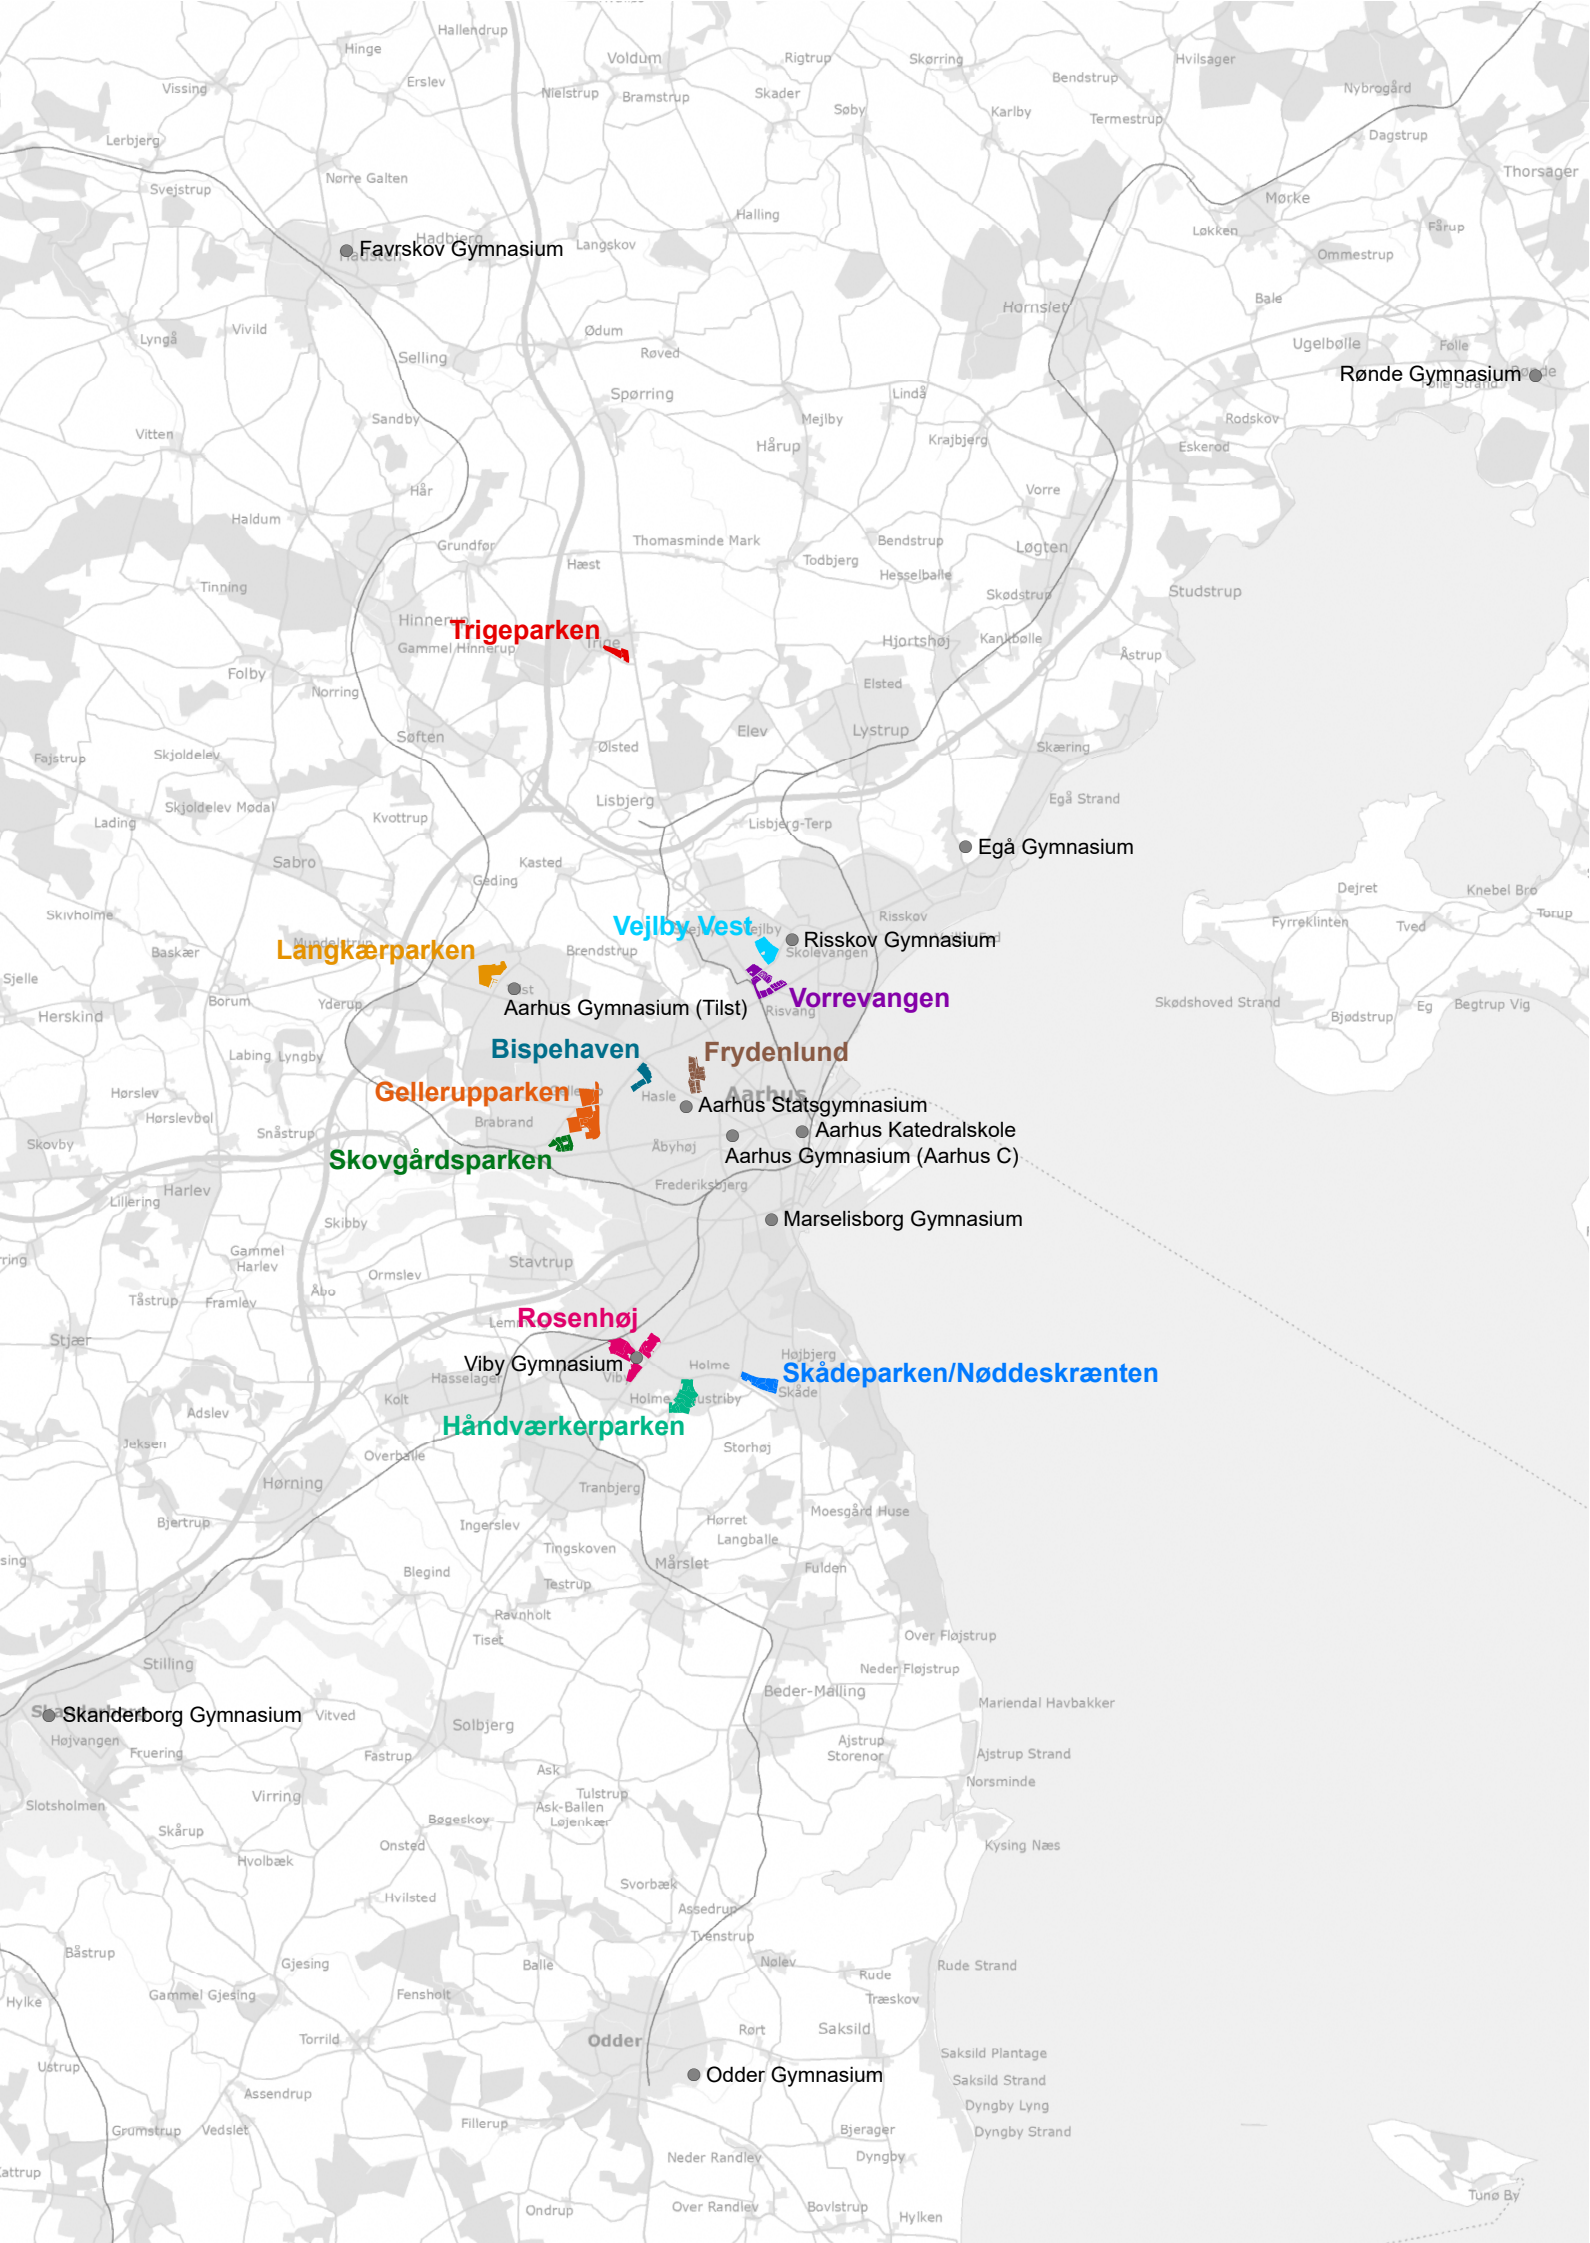 Hallendrup
Hinge
Voldum
Rigtrup
Skørring
Hvilsager
Vissing
Erslev
Nielstrup
Bramstrup
Skader
Bendstrup
Nybrogård
Søby
Karlby
Termestrup
Lerbjerg
Dagstrup
Svejstrup
Nørre Galten
Thorsager
Halling
Mørke
Løkken
Fårup
Hadbjerg
Favrskov Gymnasium
Hadsten
Langskov
Ommestrup
Bale
Hornslet
Lyngå
Vivild
Ødum
Selling
Røved
Ugelbølle
Følle
Rønde Gymnasium
Rønde
Følle Strand
Spørring
Lindå
Sandby
Mejlby
Rodskov
Vitten
Hårup
Krajbjerg
Eskerod
Hår
Vorre
Haldum
Grundfør
Thomasminde Mark
Bendstrup
Løgten
Hæst
Todbjerg
Hesselballe
Tinning
Skødstrup
Studstrup
Hinnerup
Trigeparken
Trige
Gammel Hinnerup
Hjortshøj
Kankbølle
Åstrup
Folby
Norring
Elsted
Søften
Elev
Lystrup
Fajstrup
Skjoldelev
Ølsted
Skæring
Skjoldelev Mødal
Lisbjerg
Egå Strand
Lading
Kvottrup
Lisbjerg-Terp
Egå Gymnasium
Sabro
Kasted
Geding
Dejret
Knebel Bro
Skivholme
Risskov
Fyrreklinten
Tved
Torup
Vejlby Vest
Vejlby
Mundelstrup
Langkærparken
Baskær
Brendstrup
Risskov Gymnasium
Skolevangen
Sjelle
Borum
Yderup
Aarhus Gymnasium (Tilst)
Vorrevangen
Risvang
Herskind
Skødshoved Strand
Eg
Begtrup Vig
Bjødstrup
Labing
Lyngby
Bispehaven
Frydenlund
Hørslev
Gellerupparken
Hasle
Aarhus
Hørslevbol
Aarhus Statsgymnasium
Snåstrup
Brabrand
Aarhus Katedralskole
Skovby
Åbyhøj
Aarhus Gymnasium (Aarhus C)
Skovgårdsparken
Frederiksbjerg
Harlev
Lillering
Skibby
Marselisborg Gymnasium
Gammel
Harlev
Stavtrup
Ormslev
Åbo
Tåstrup
Framlev
Rosenhøj
Stjær
Højbjerg
Viby Gymnasium
Viby
Holme
Skådeparken/Nøddeskrænten
Skåde
Hasselager
Kolt
Adslev
Håndværkerparken
Jeksen
Overballe
Storhøj
Hørning
Tranbjerg
Moesgård Huse
Bjertrup
Ingerslev
Hørret
Langballe
Tingskoven
Mårslet
Fulden
Blegind
Testrup
Ravnholt
Tiset
Over Fløjstrup
Stilling
Neder Fløjstrup
Beder-Malling
Mariendal Havbakker
Skanderborg Gymnasium
Vitved
Solbjerg
Højvangen
Fruering
Fastrup
Ajstrup
Storenor
Ajstrup Strand
Ask
Norsminde
Virring
Tulstrup
Slotsholmen
Ask-Ballen
Bøgeskov
Løjenkær
Skårup
Onsted
Kysing Næs
Hvolbæk
Svorbæk
Hvilsted
Assedrup
Tvenstrup
Båstrup
Gjesing
Balle
Nølev
Rude
Rude Strand
Hylke
Gammel Gjesing
Fensholt
Træskov
Torrild
Odder
Rørt
Saksild
Ustrup
Saksild Plantage
Odder Gymnasium
Saksild Strand
Assendrup
Dyngby Lyng
Grumstrup
Vedslet
Fillerup
Bjerager
Dyngby Strand
Neder Randlev
Dyngby
Ondrup
Over Randlev
Bovlstrup
Hylken
Tunø By